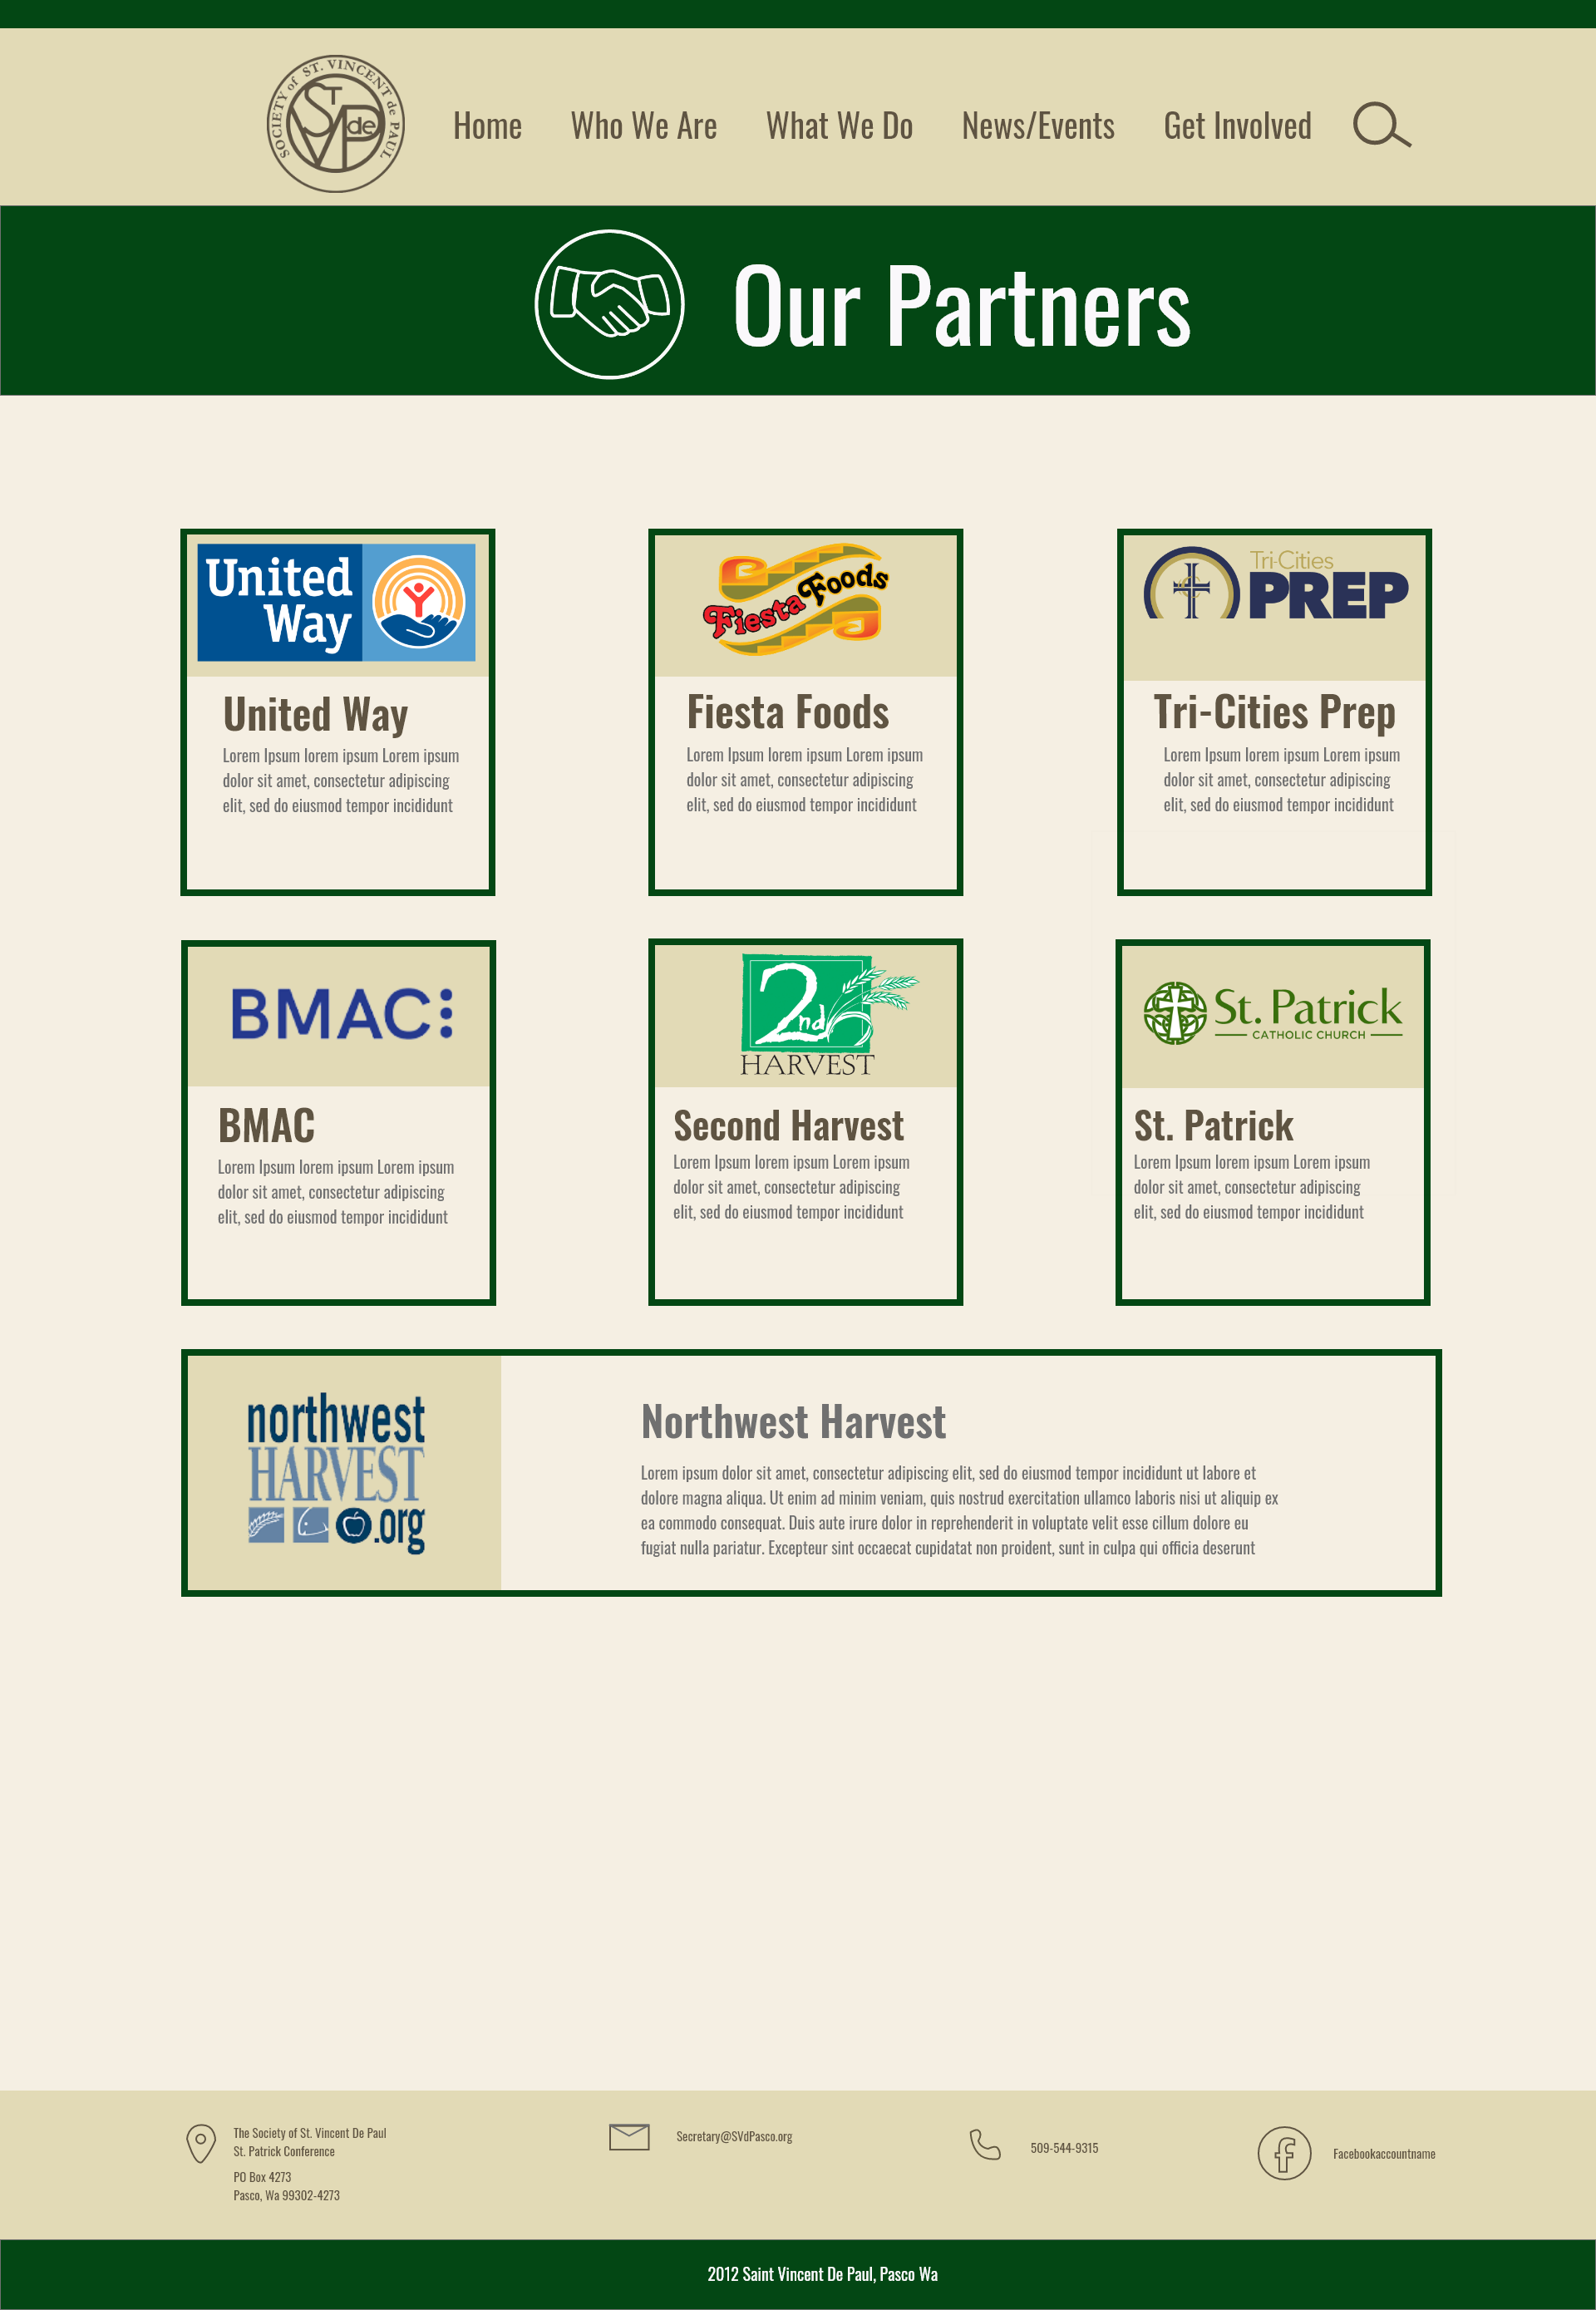 SOCIETY of ST. VINCENT de PAUL
ST V de P
Home Who We Are What We Do News/Events Get Involved
Our Partners
United
Way
Fiesta Foods
Tri-Cities
PREP
United Way
Lorem Ipsum lorem ipsum Lorem ipsum
dolor sit amet, consectetur adipiscing
elit, sed do eiusmod tempor incididunt
Fiesta Foods
Lorem Ipsum lorem ipsum Lorem ipsum
dolor sit amet, consectetur adipiscing
elit, sed do eiusmod tempor incididunt
Tri-Cities Prep
Lorem Ipsum lorem ipsum Lorem ipsum
dolor sit amet, consectetur adipiscing
elit, sed do eiusmod tempor incididunt
BMAC
2nd
HARVEST
St. Patrick
CATHOLIC CHURCH
BMAC
Lorem Ipsum lorem ipsum Lorem ipsum
dolor sit amet, consectetur adipiscing
elit, sed do eiusmod tempor incididunt
Second Harvest
Lorem Ipsum lorem ipsum Lorem ipsum
dolor sit amet, consectetur adipiscing
elit, sed do eiusmod tempor incididunt
St. Patrick
Lorem Ipsum lorem ipsum Lorem ipsum
dolor sit amet, consectetur adipiscing
elit, sed do eiusmod tempor incididunt
northwest
HARVEST
.org
Northwest Harvest
Lorem ipsum dolor sit amet, consectetur adipiscing elit, sed do eiusmod tempor incididunt ut labore et
dolore magna aliqua. Ut enim ad minim veniam, quis nostrud exercitation ullamco laboris nisi ut aliquip ex
ea commodo consequat. Duis aute irure dolor in reprehenderit in voluptate velit esse cillum dolore eu
fugiat nulla pariatur. Excepteur sint occaecat cupidatat non proident, sunt in culpa qui officia deserunt
The Society of St. Vincent De Paul
St. Patrick Conference
PO Box 4273
Pasco, Wa 99302-4273
Secretary@SVdPasco.org
509-544-9315
Facebookaccountname
2012 Saint Vincent De Paul, Pasco Wa